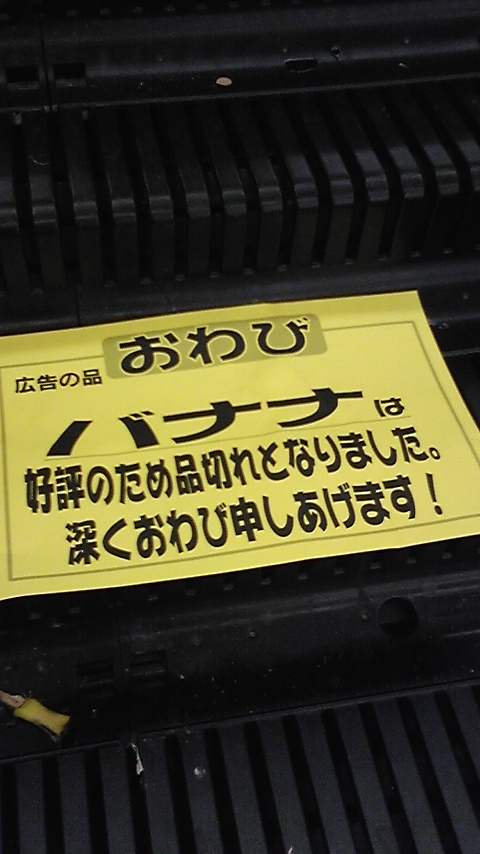 おわび
広告の品
バナナは
好評のため品切れとなりました。
深くおわび申しあげます！